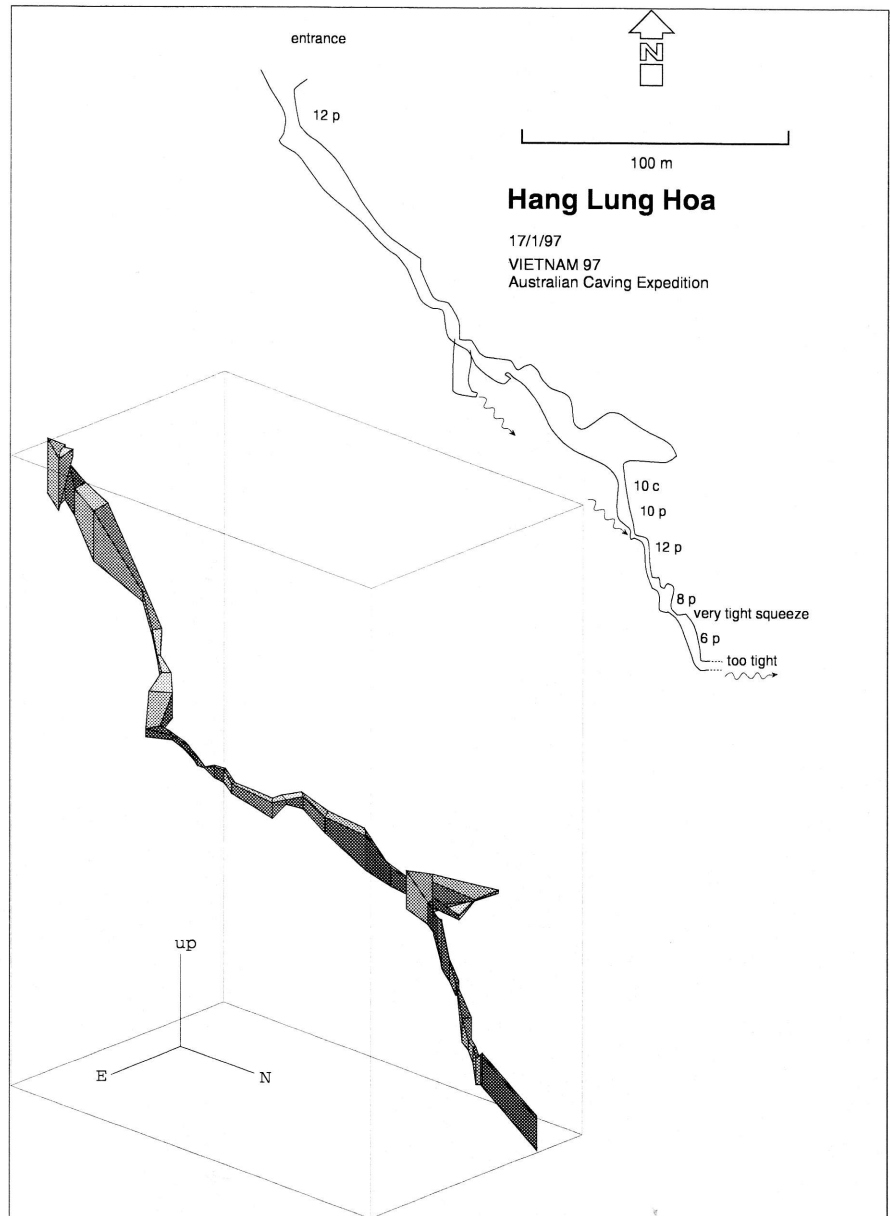 entrance
N
12 p
100 m
Hang Lung Hoa
17/1/97
VIETNAM 97
Australian Caving Expedition
10 c
10 p
12 p
8 p
very tight squeeze
6 p
too tight
up
E
N